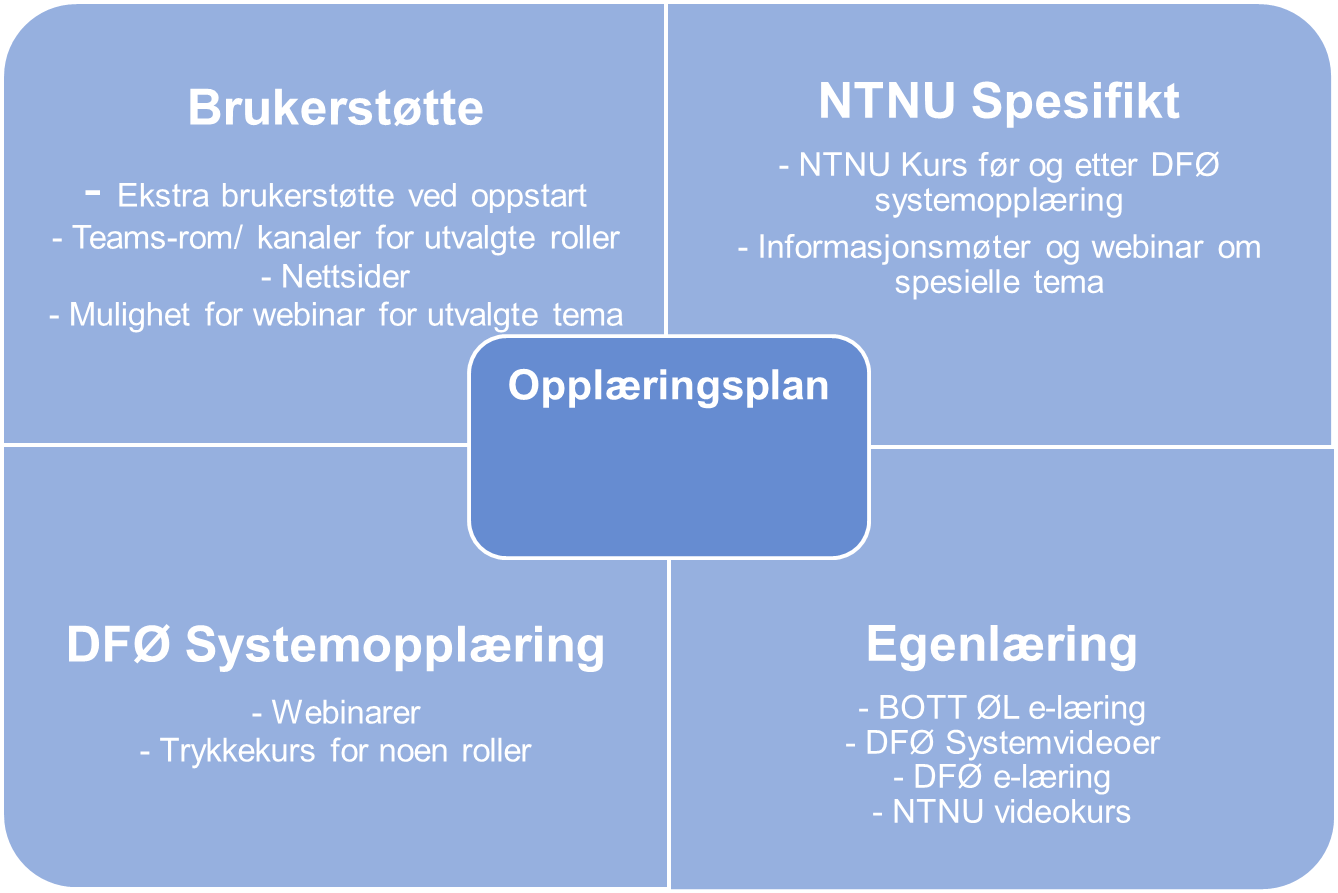 Brukerstøtte
- Ekstra brukerstøtte ved oppstart
- Teams-rom/ kanaler for utvalgte roller
- Nettsider
- Mulighet for webinar for utvalgte tema
NTNU Spesifikt
- NTNU Kurs før og etter DFØ
systemopplæring
- Informasjonsmøter og webinar om
spesielle tema
Opplæringsplan
DFØ Systemopplæring
- Webinarer
- Trykkekurs for noen roller
Egenlæring
- BOTT ØL e-læring
- DFØ Systemvideoer
- DFØ e-læring
- NTNU videokurs